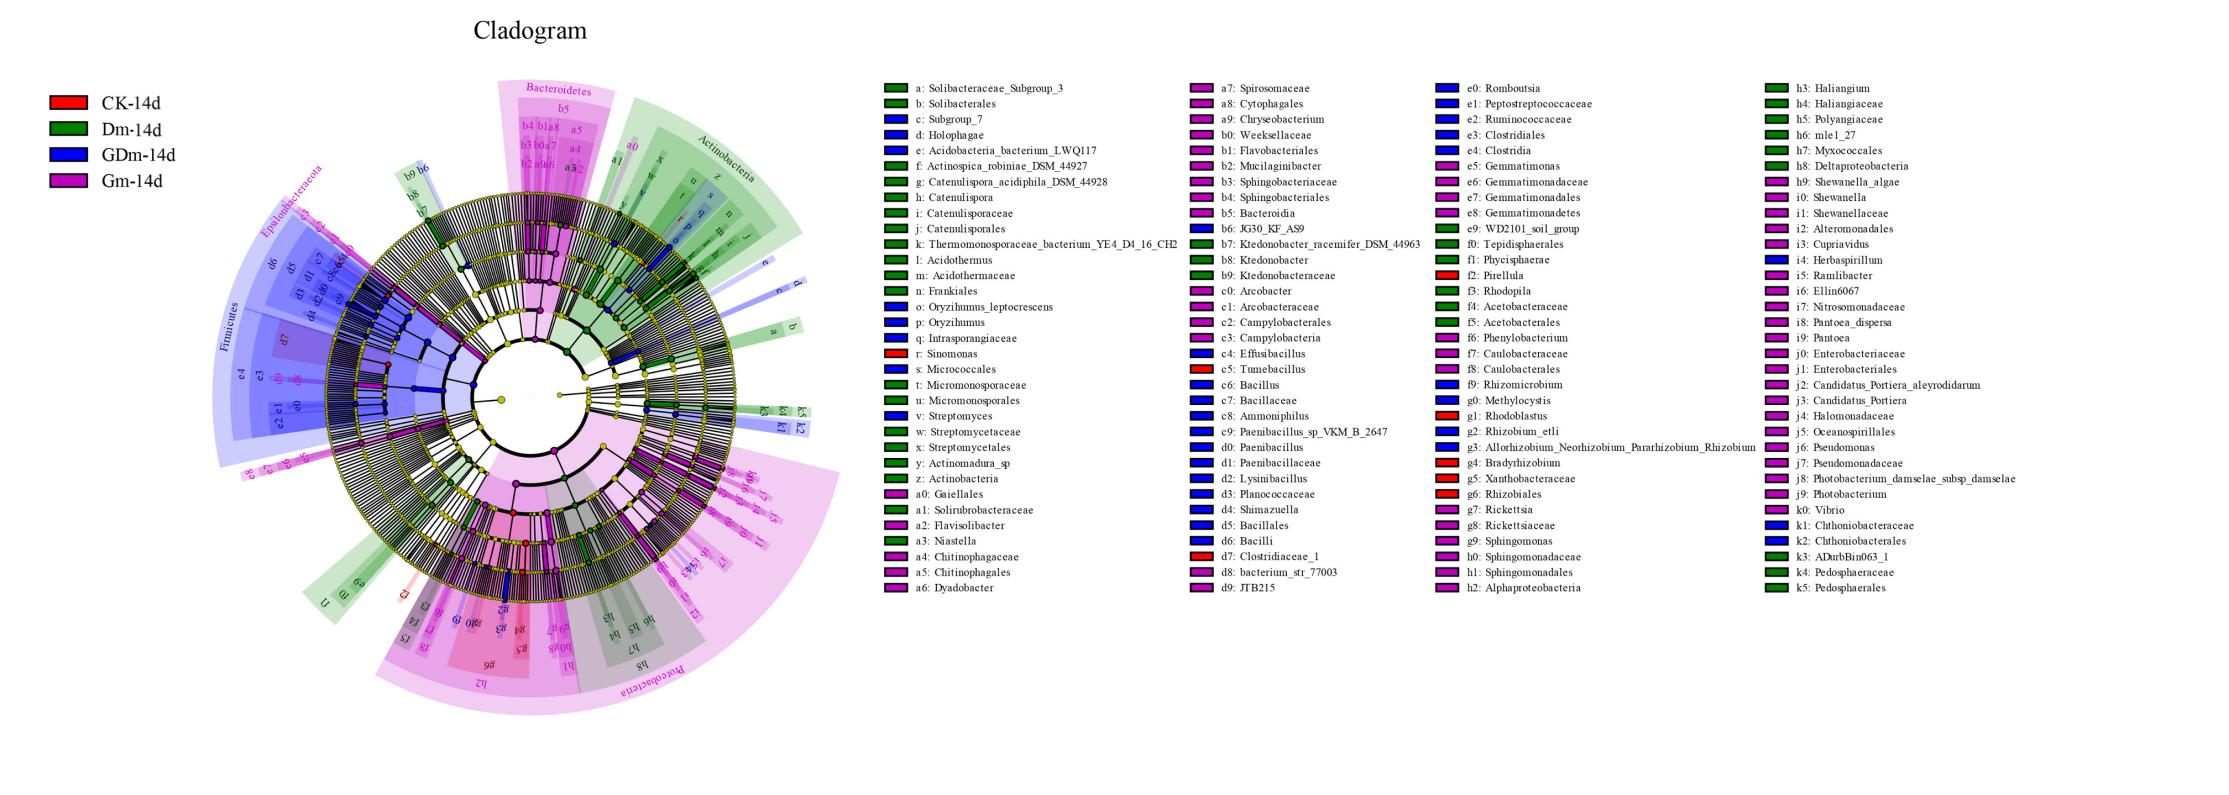 Cladogram
CK-14d
Dm-14d
GDm-14d
Gm-14d
Bacteroidetes
Actinobacteria
Epsilonbacteraeota
Firmicutes
Proteobacteria
a: Solibacteraceae_Subgroup_3
b: Solibacterales
c: Subgroup_7
d: Holophagae
e: Acidobacteria_bacterium_LWQ117
f: Actinospica_robiniae_DSM_44927
g: Catenulispora_acidiphila_DSM_44928
h: Catenulispora
i: Catenulisporaceae
j: Catenulisporales
k: Thermomonosporaceae_bacterium_YE4_D4_16_CH2
l: Acidothermus
m: Acidothermaceae
n: Frankiales
o: Oryzihumus_leptocrescens
p: Oryzihumus
q: Intrasporangiaceae
r: Sinomonas
s: Micrococcales
t: Micromonosporaceae
u: Micromonosporales
v: Streptomyces
w: Streptomycetaceae
x: Streptomycetales
y: Actinomadura_sp
z: Actinobacteria
a0: Gaiellales
a1: Solirubrobacteraceae
a2: Flavisolibacter
a3: Niastella
a4: Chitinophagaceae
a5: Chitinophagales
a6: Dyadobacter
a7: Spirosomaceae
a8: Cytophagales
a9: Chryseobacterium
b0: Weeksellaceae
b1: Flavobacteriales
b2: Mucilaginibacter
b3: Sphingobacteriaceae
b4: Sphingobacteriales
b5: Bacteroidia
b6: JG30_KF_AS9
b7: Ktedonobacter_racemifer_DSM_44963
b8: Ktedonobacter
b9: Ktedonobacteraceae
c0: Arcobacter
c1: Arcobacteraceae
c2: Campylobacterales
c3: Campylobacteria
c4: Effusibacillus
c5: Tumebacillus
c6: Bacillus
c7: Bacillaceae
c8: Ammoniphilus
c9: Paenibacillus_sp_VKM_B_2647
d0: Paenibacillus
d1: Paenibacillaceae
d2: Lysinibacillus
d3: Planococcaceae
d4: Shimazuella
d5: Bacillales
d6: Bacilli
d7: Clostridiaceae_1
d8: bacterium_str_77003
d9: JTB215
e0: Romboutsia
e1: Peptostreptococcaceae
e2: Ruminococcaceae
e3: Clostridiales
e4: Clostridia
e5: Gemmatimonas
e6: Gemmatimonadaceae
e7: Gemmatimonadales
e8: Gemmatimonadetes
e9: WD2101_soil_group
f0: Tepidisphaerales
f1: Phycisphaerae
f2: Pirellula
f3: Rhodopila
f4: Acetobacteraceae
f5: Acetobacterales
f6: Phenylobacterium
f7: Caulobacteraceae
f8: Caulobacterales
f9: Rhizomicrobium
g0: Methylocystis
g1: Rhodoblastus
g2: Rhizobium_etli
g3: Allorhizobium_Neorhizobium_Pararhizobium_Rhizobium
g4: Bradyrhizobium
g5: Xanthobacteraceae
g6: Rhizobiales
g7: Rickettsia
g8: Rickettsiaceae
g9: Sphingomonas
h0: Sphingomonadaceae
h1: Sphingomonadales
h2: Alphaproteobacteria
h3: Haliangium
h4: Haliangiaceae
h5: Polyangiaceae
h6: mle1_27
h7: Myxococcales
h8: Deltaproteobacteria
h9: Shewanella_algae
i0: Shewanella
i1: Shewanellaceae
i2: Alteromonadales
i3: Cupriavidus
i4: Herbaspirillum
i5: Ramlibacter
i6: Ellin6067
i7: Nitrosomonadaceae
i8: Pantoea_dispersa
i9: Pantoea
j0: Enterobacteriaceae
j1: Enterobacteriales
j2: Candidatus_Portiera_aleyrodidarum
j3: Candidatus_Portiera
j4: Halomonadaceae
j5: Oceanospirillales
j6: Pseudomonas
j7: Pseudomonadaceae
j8: Photobacterium_damselae_subsp_damselae
j9: Photobacterium
k0: Vibrio
k1: Chthoniobacteraceae
k2: Chthoniobacterales
k3: ADurbBin063_1
k4: Pedosphaeraceae
k5: Pedosphaerales